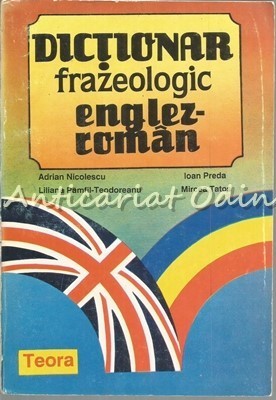 DICȚIONAR
frazeologic
englez-
român
Adrian Nicolescu
Ioan Preda
Liliana Pamfil-Teodoreanu
Mircea Tatos
Anticariat Odin
Teora